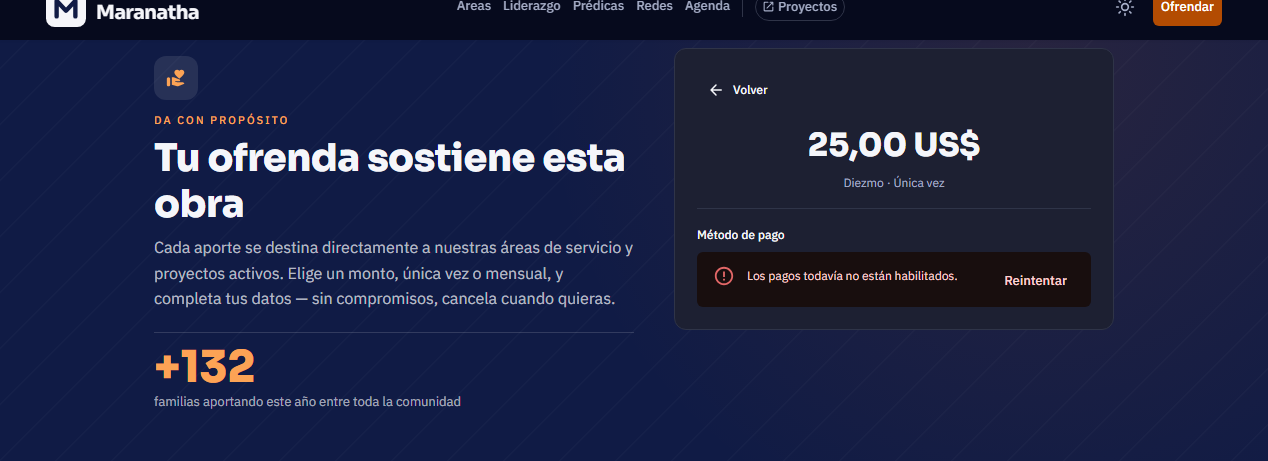 M Maranatha
Áreas Liderazgo Prédicas Redes Agenda Proyectos Ofrendar
DA CON PROPÓSITO
Tu ofrenda sostiene esta
obra
Cada aporte se destina directamente a nuestras áreas de servicio y
proyectos activos. Elige un monto, única vez o mensual, y
completa tus datos — sin compromisos, cancela cuando quieras.
+132
familias aportando este año entre toda la comunidad
Volver
25,00 US$
Diezmo · Única vez
Método de pago
Los pagos todavía no están habilitados.
Reintentar